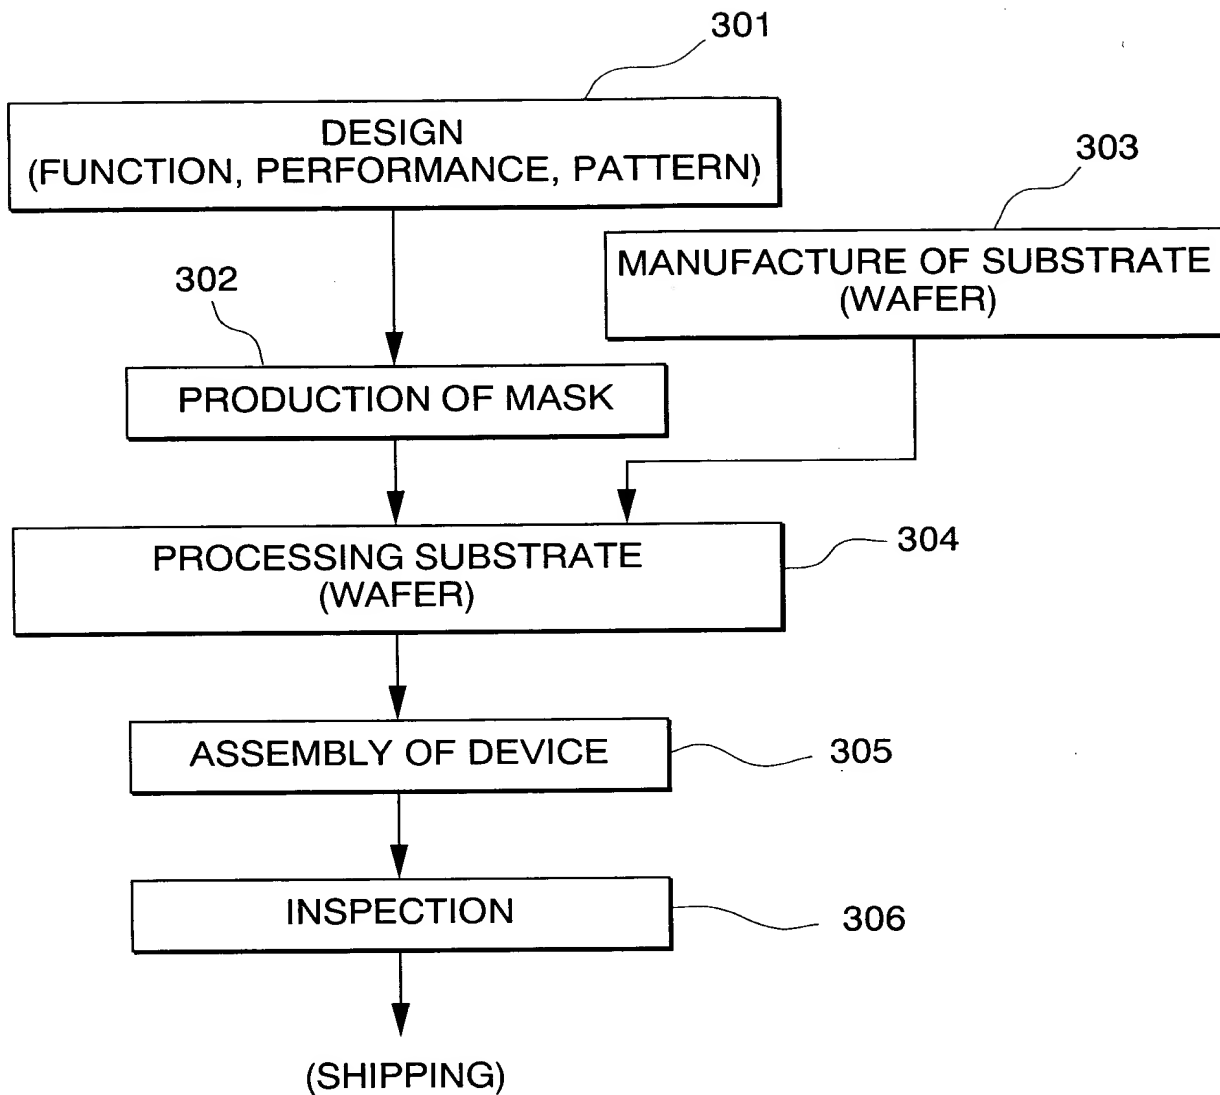 301
DESIGN
(FUNCTION, PERFORMANCE, PATTERN)
303
MANUFACTURE OF SUBSTRATE
(WAFER)
302
PRODUCTION OF MASK
304
PROCESSING SUBSTRATE
(WAFER)
ASSEMBLY OF DEVICE
305
INSPECTION
306
(SHIPPING)